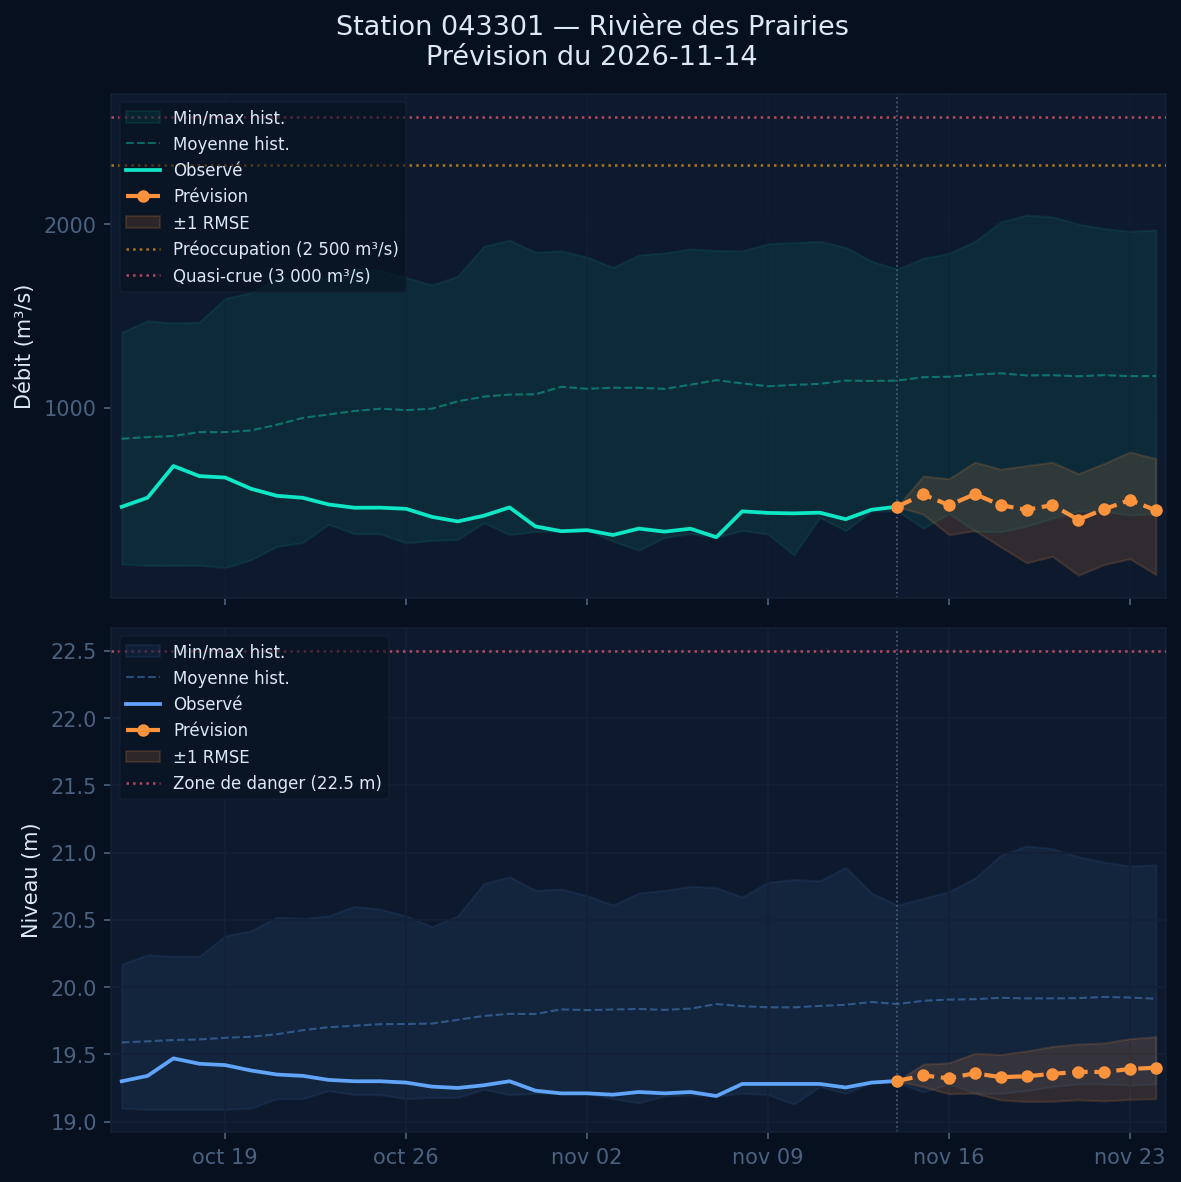 Station 043301 — Rivière des Prairies
Prévision du 2026-11-14
Min/max hist.
Moyenne hist.
Observé
Prévision
±1 RMSE
Préoccupation (2 500 m³/s)
Quasi-crue (3 000 m³/s)
2000
1000
Débit (m³/s)
Min/max hist.
Moyenne hist.
Observé
Prévision
±1 RMSE
Zone de danger (22.5 m)
22.5
22.0
21.5
21.0
20.5
20.0
19.5
19.0
Niveau (m)
oct 19
oct 26
nov 02
nov 09
nov 16
nov 23